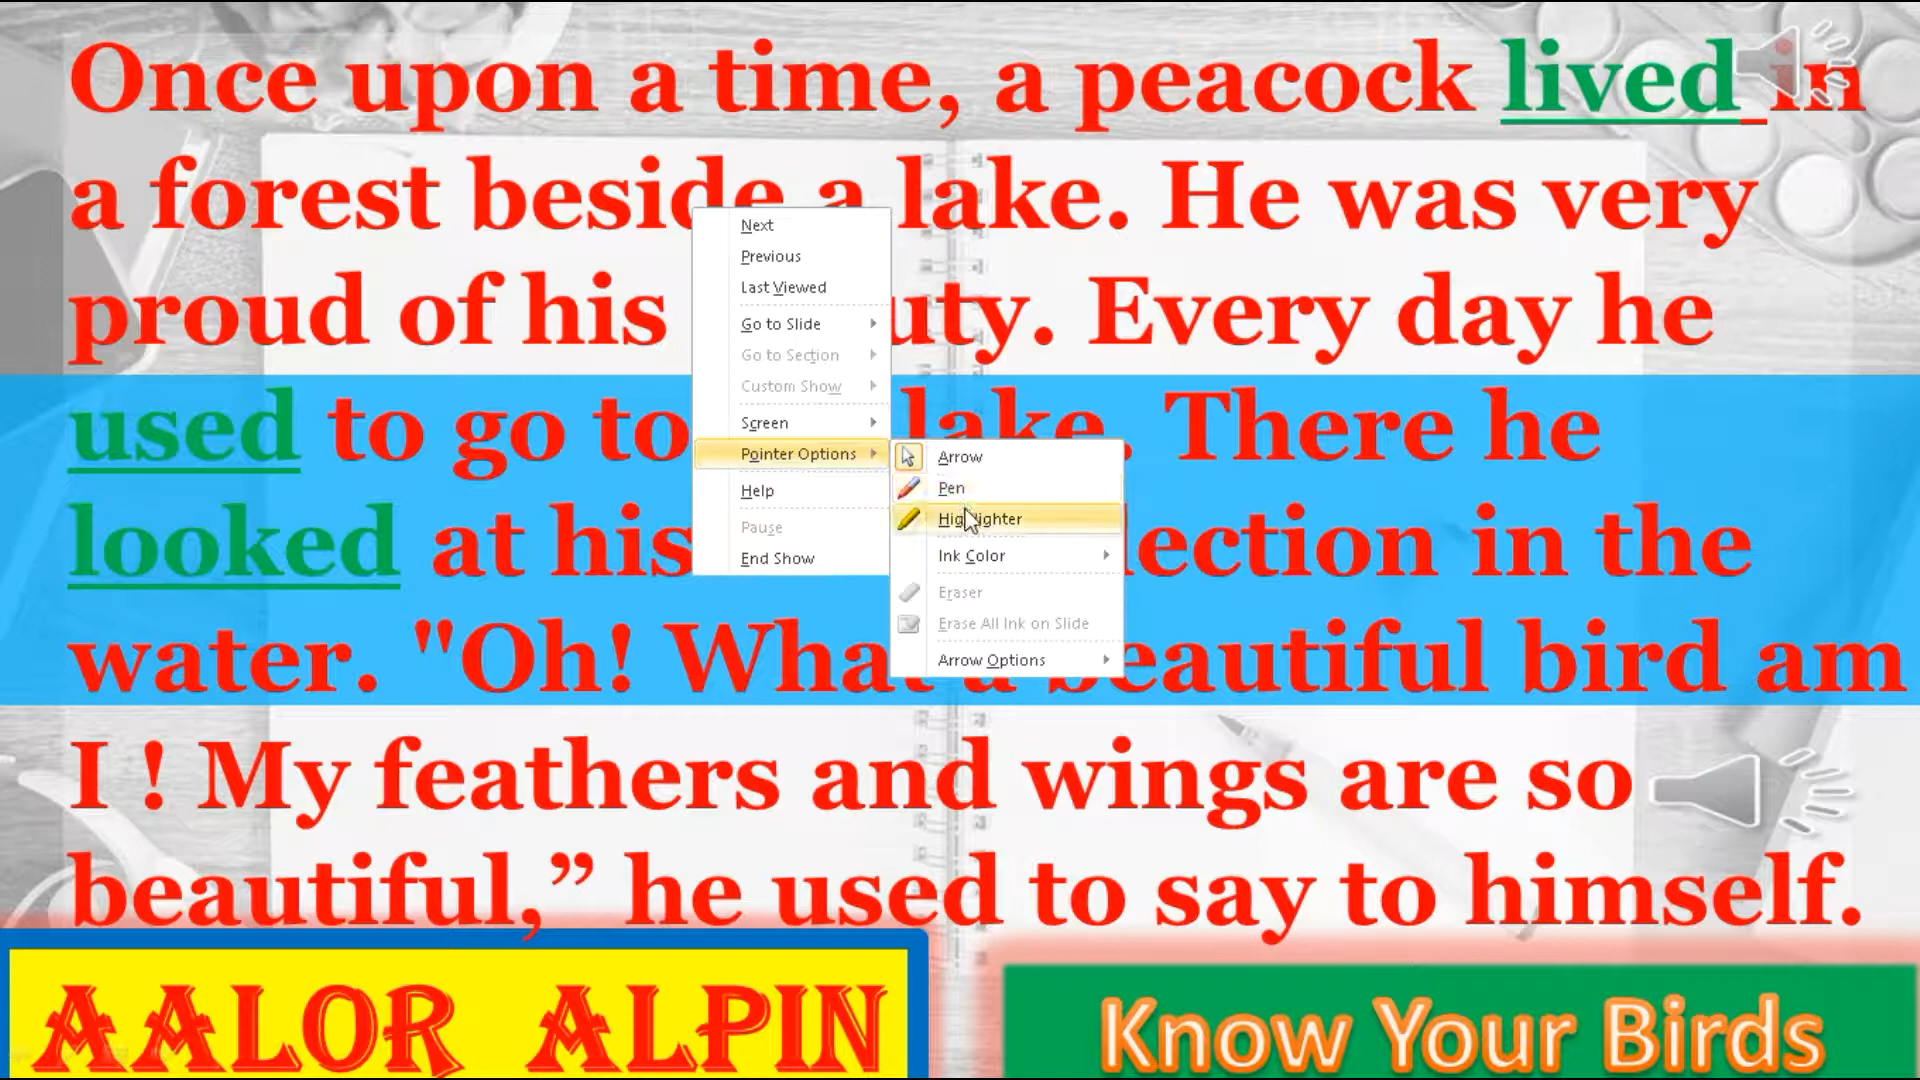 Once upon a time, a peacock lived in
a forest beside a lake. He was very
proud of his uty. Every day he
used to go to lake. There he
looked at his lection in the
water. "Oh! What a beautiful bird am
I ! My feathers and wings are so
beautiful,” he used to say to himself.
Next
Previous
Last Viewed
Go to Slide
Go to Section
Custom Show
Screen
Pointer Options
Help
Pause
End Show
Arrow
Pen
Highlighter
Ink Color
Eraser
Erase All Ink on Slide
Arrow Options
AALOR ALPIN
Know Your Birds